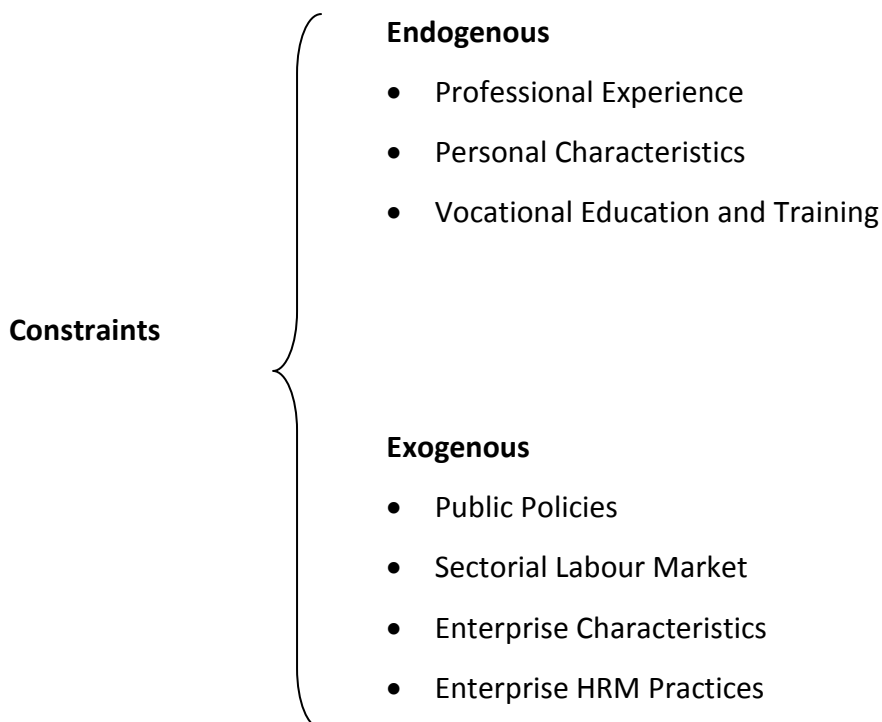 Endogenous
• Professional Experience
• Personal Characteristics
• Vocational Education and Training
Constraints
Exogenous
• Public Policies
• Sectorial Labour Market
• Enterprise Characteristics
• Enterprise HRM Practices